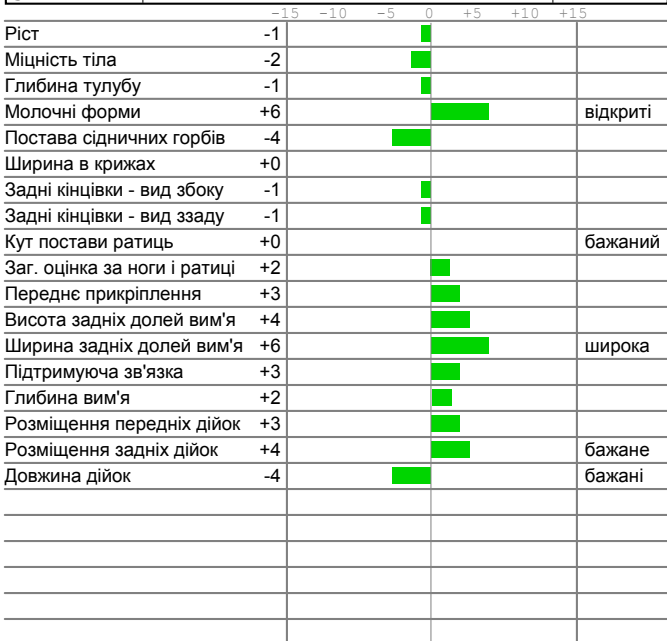 -15 -10 -5 0 +5 +10 +15
Ріст -1
Міцність тіла -2
Глибина тулубу -1
Молочні форми +6 відкриті
Постава сідничних горбів -4
Ширина в крижах +0
Задні кінцівки - вид збоку -1
Задні кінцівки - вид ззаду -1
Кут постави ратиць +0 бажаний
Заг. оцінка за ноги і ратиці +2
Переднє прикріплення +3
Висота задніх долей вим'я +4
Ширина задніх долей вим'я +6 широка
Підтримуюча зв'язка +3
Глибина вим'я +2
Розміщення передніх дійок +3
Розміщення задніх дійок +4 бажане
Довжина дійок -4 бажані